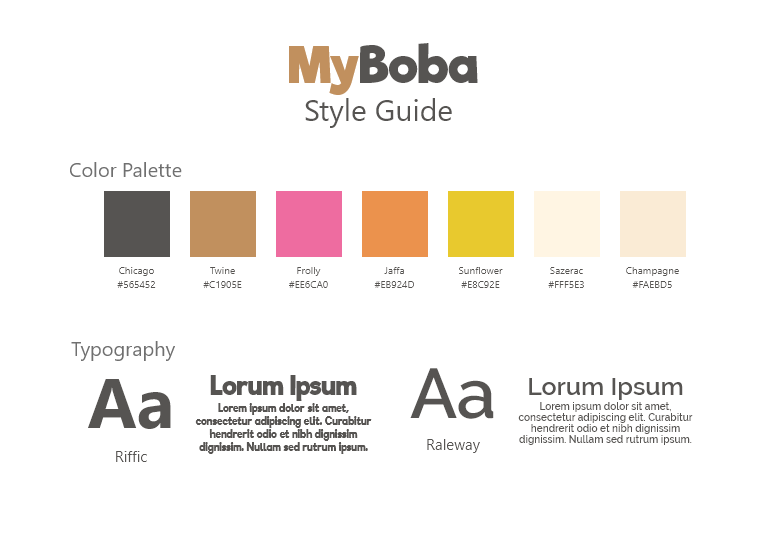 MyBoba
Style Guide
Color Palette
Chicago
#565452
Twine
#C1905E
Frolly
#EE6CA0
Jaffa
#EB924D
Sunflower
#E8C92E
Sazerac
#FFF5E3
Champagne
#FAEBD5
Typography
Aa
Riffic
Lorum Ipsum
Lorem ipsum dolor sit amet,
consectetur adipiscing elit. Curabitur
hendrerit odio et nibh dignissim
dignissim. Nullam sed rutrum ipsum.
Aa
Raleway
Lorum Ipsum
Lorem ipsum dolor sit amet,
consectetur adipiscing elit. Curabitur
hendrerit odio et nibh dignissim
dignissim. Nullam sed rutrum ipsum.